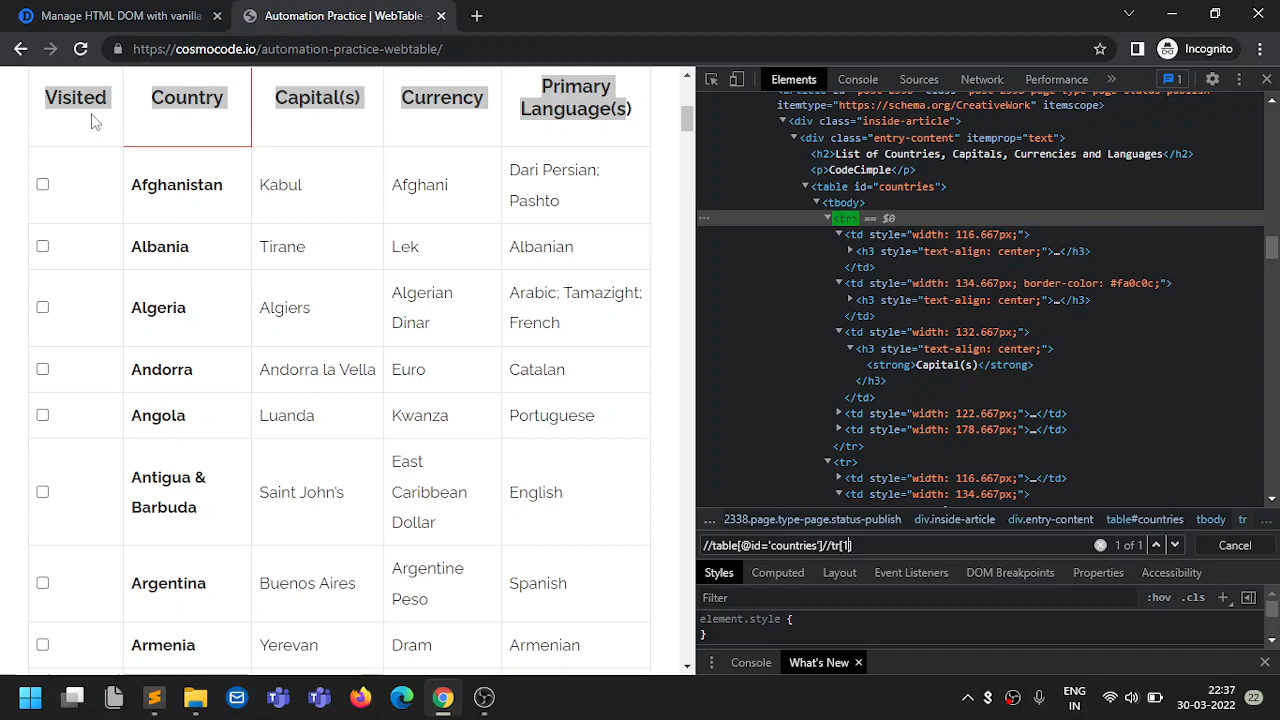 Manage HTML DOM with vanilla
Automation Practice | WebTable -
https://cosmocode.io/automation-practice-webtable/
Incognito
Visited Country Capital(s) Currency Primary Language(s)
Afghanistan Kabul Afghani Dari Persian; Pashto
Albania Tirane Lek Albanian
Algeria Algiers Algerian Dinar Arabic; Tamazight; French
Andorra Andorra la Vella Euro Catalan
Angola Luanda Kwanza Portuguese
Antigua & Barbuda Saint John's East Caribbean Dollar English
Argentina Buenos Aires Argentine Peso Spanish
Armenia Yerevan Dram Armenian
Elements Console Sources Network Performance » 1
itemtype="https://schema.org/CreativeWork" itemscope>
<div class="inside-article">
<div class="entry-content" itemprop="text">
<h2>List of Countries, Capitals, Currencies and Languages</h2>
<p>CodeCimple</p>
<table id="countries">
<tbody>
… <tr> == $0
<td style="width: 116.667px;">
<h3 style="text-align: center;">…</h3>
</td>
<td style="width: 134.667px; border-color: #fa0c0c;">
<h3 style="text-align: center;">…</h3>
</td>
<td style="width: 132.667px;">
<h3 style="text-align: center;">
<strong>Capital(s)</strong>
</h3>
</td>
<td style="width: 122.667px;">…</td>
<td style="width: 178.667px;">…</td>
</tr>
<tr>
<td style="width: 116.667px;">…</td>
<td style="width: 134.667px;">
… 2338.page.type-page.status-publish div.inside-article div.entry-content table#countries tbody tr …
//table[@id='countries']//tr[1] 1 of 1 Cancel
Styles Computed Layout Event Listeners DOM Breakpoints Properties Accessibility
Filter :hov .cls
element.style {
}
Console What's New
ENG
IN
22:37
30-03-2022
22